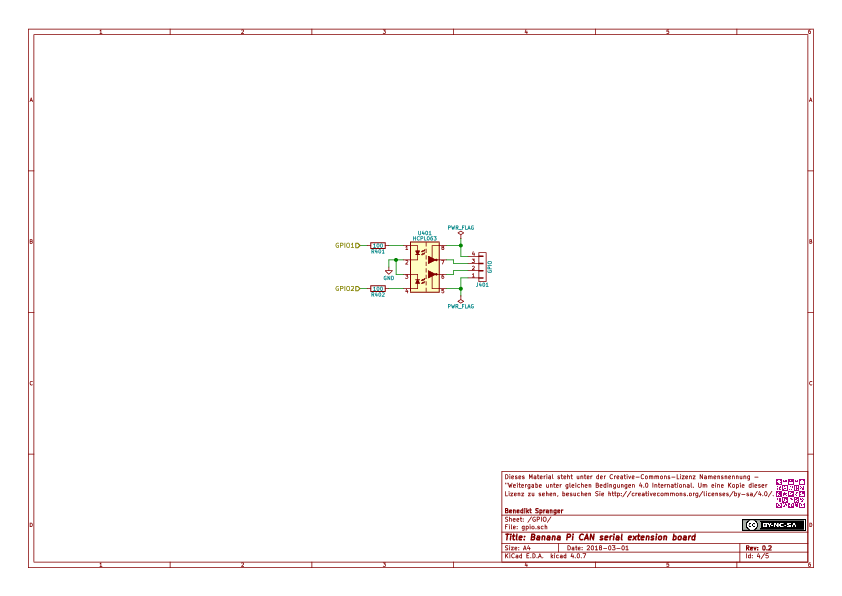 1 2 3 4 5 6
A A
B B
C C
D D
1 2 3 4 5 6
U401
HCPL063
PWR_FLAG
GPIO1
100
R401
1 8
2 7
3 6
4 5
GND
GPIO2
100
R402
4
3
2
1
GPIO
J401
PWR_FLAG
Dieses Material steht unter der Creative-Commons-Lizenz Namensnennung -
"Weitergabe unter gleichen Bedingungen 4.0 International. Um eine Kopie dieser
Lizenz zu sehen, besuchen Sie http://creativecommons.org/licenses/by-sa/4.0/.
Benedikt Spranger
Sheet: /GPIO/
File: gpio.sch
cc BY-NC-SA
Title: Banana Pi CAN serial extension board
Size: A4 Date: 2018-03-01 Rev: 0.2
KiCad E.D.A. kicad 4.0.7 Id: 4/5